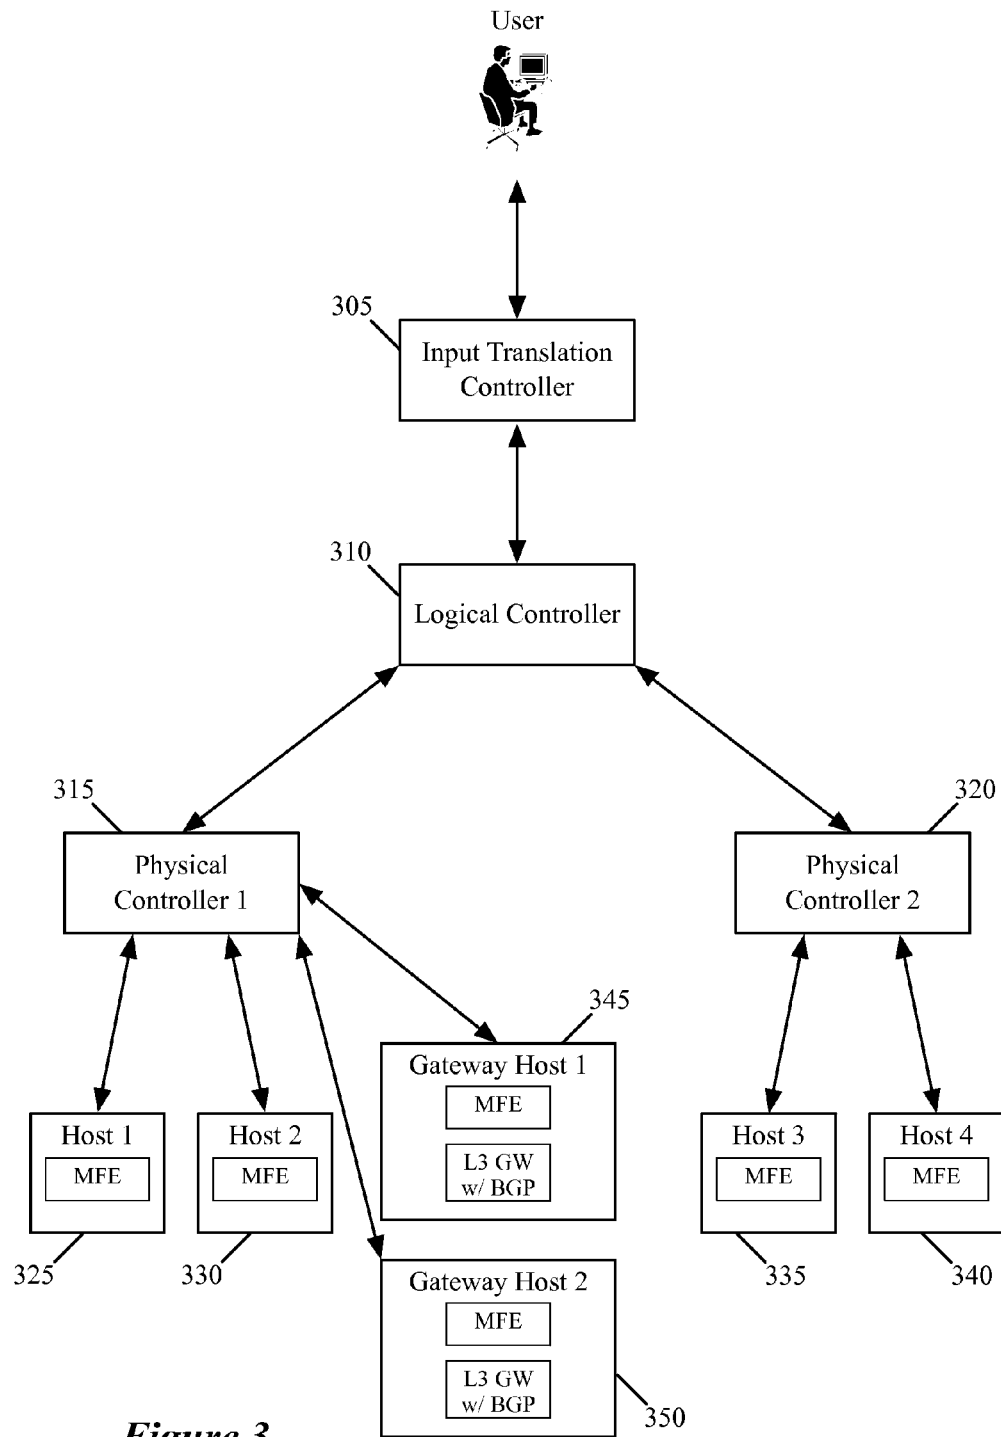 User
305
Input Translation
Controller
310
Logical Controller
315
320
Physical
Controller 1
Physical
Controller 2
345
Gateway Host 1
MFE
L3 GW
w/ BGP
Host 1
MFE
Host 2
MFE
Host 3
MFE
Host 4
MFE
325
330
335
340
Gateway Host 2
MFE
L3 GW
w/ BGP
350
Figure 3